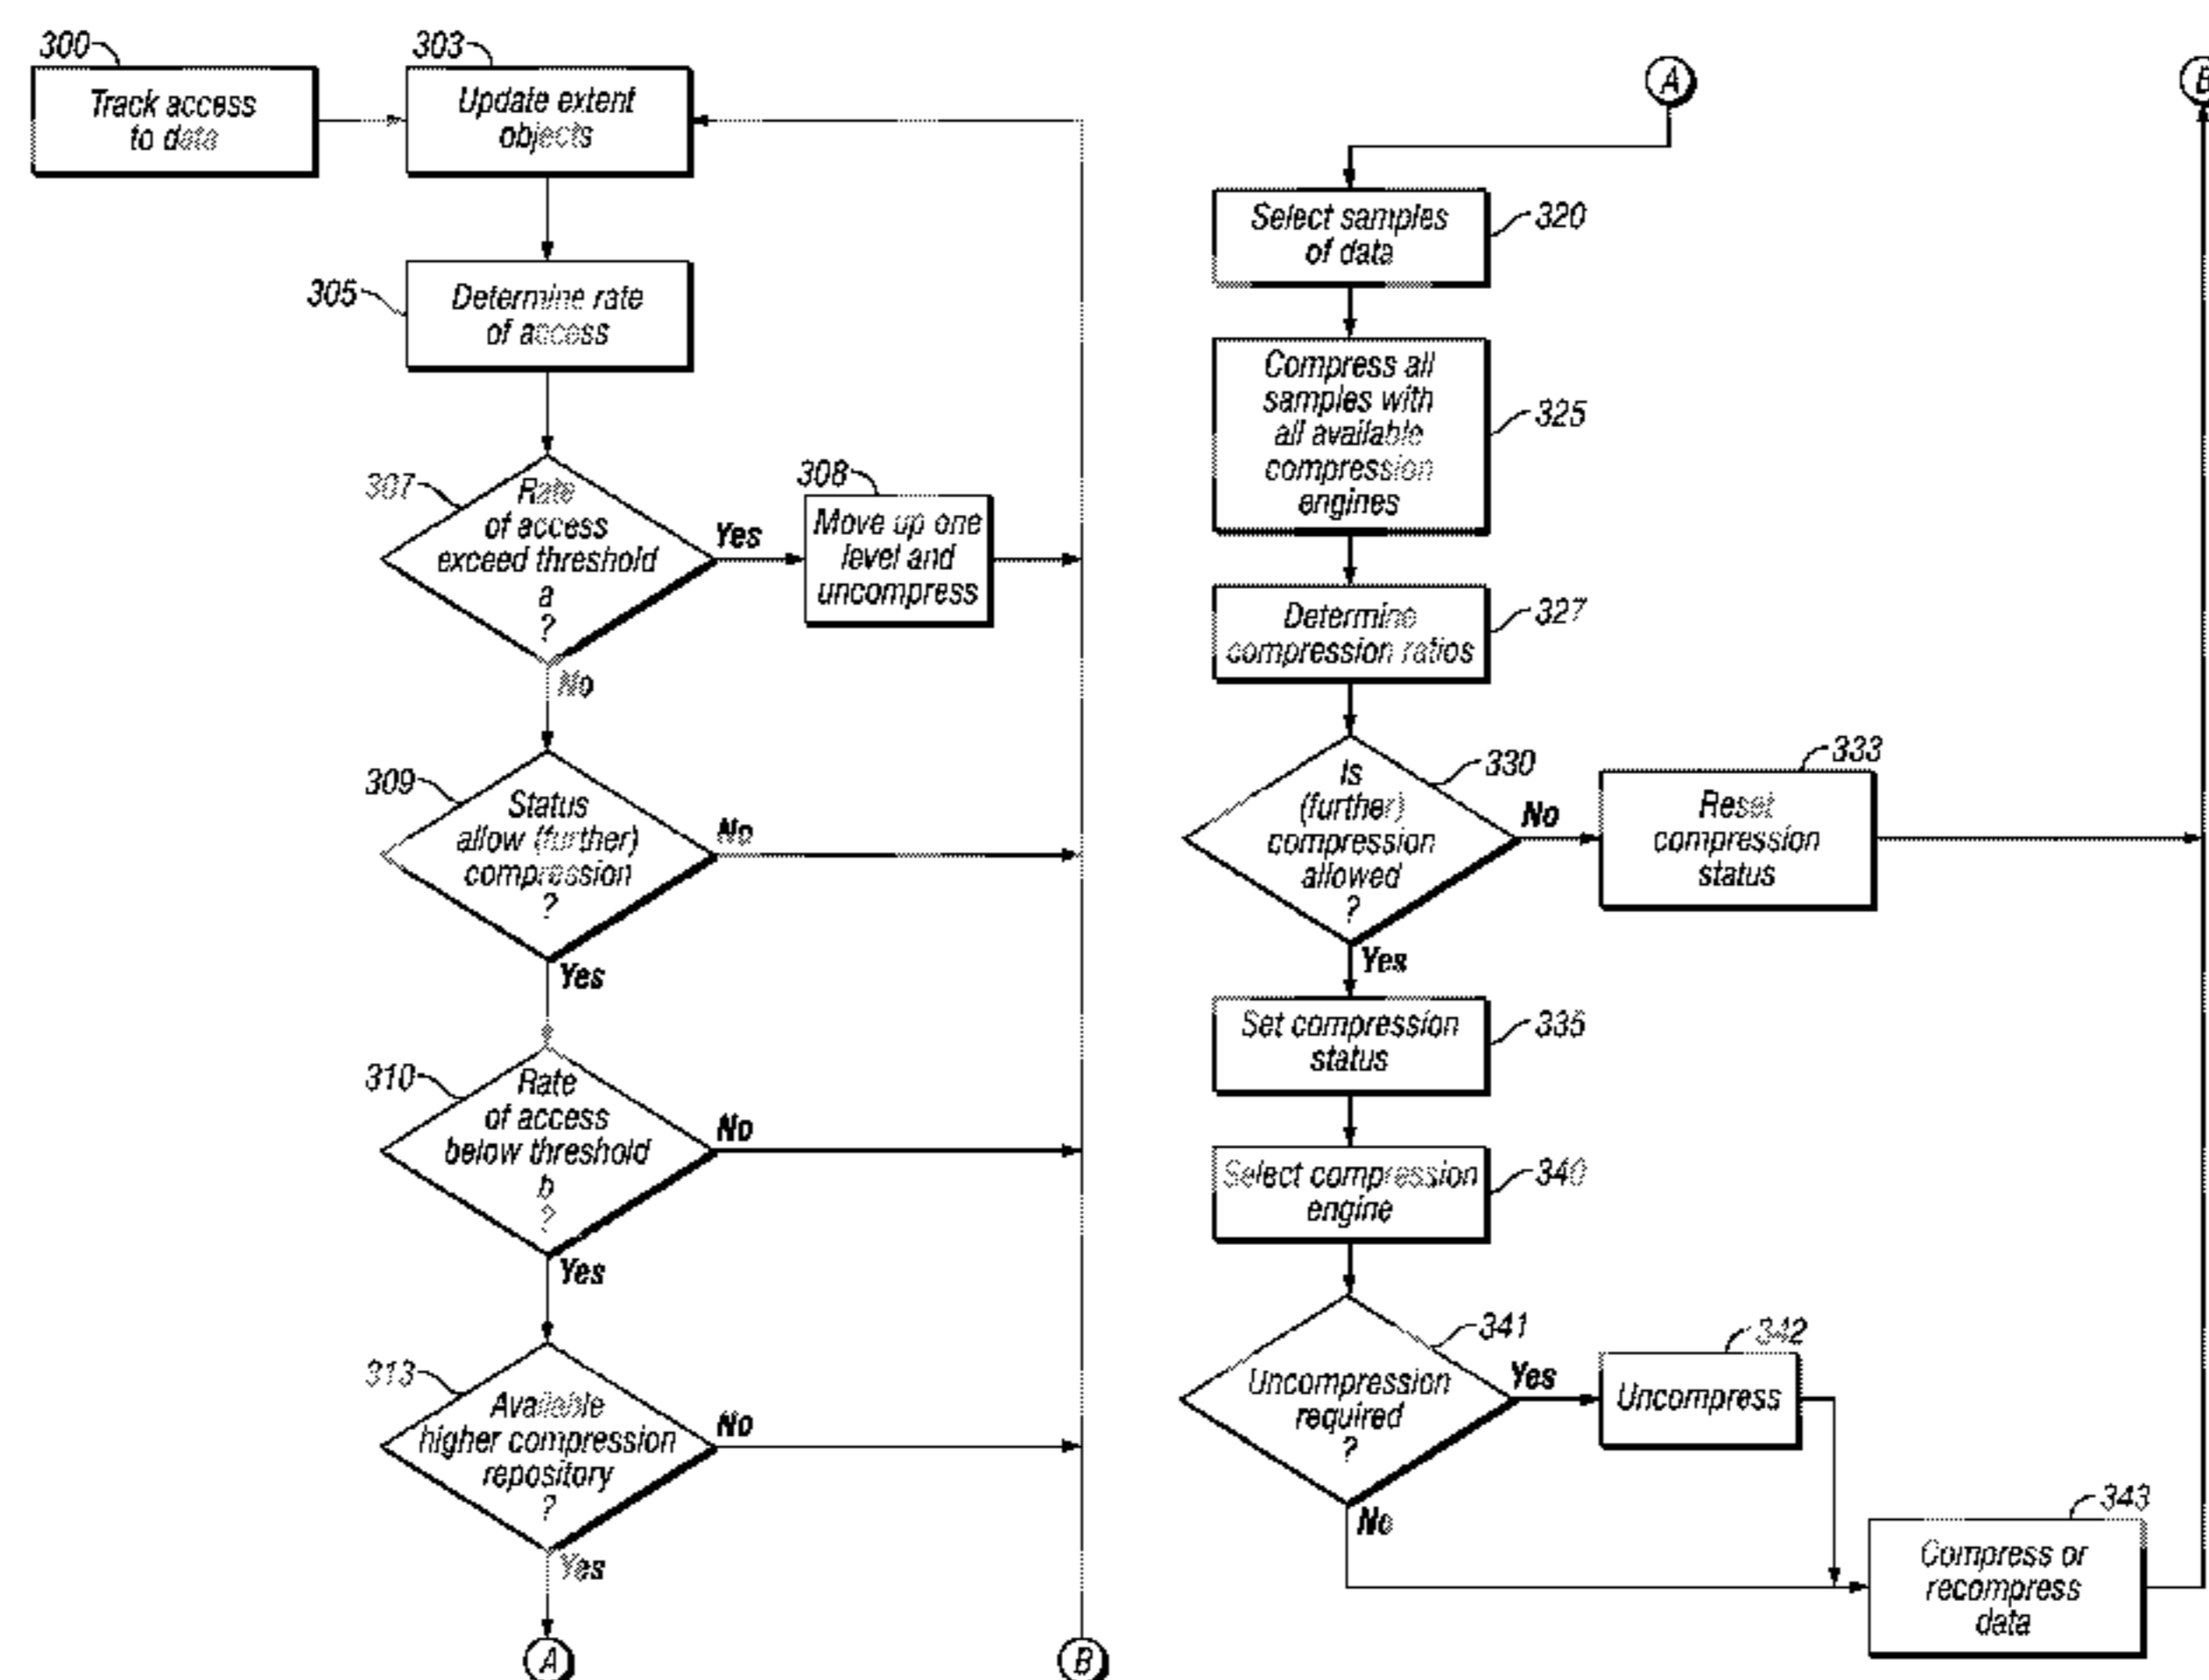 300
Track access
to data
303
Update extent
objects
305
Determine rate
of access
307
Rate
of access
exceed threshold
a
?
Yes
No
308
Move up one
level and
uncompress
309
Status
allow (further)
compression
?
No
Yes
310
Rate
of access
below threshold
b
?
No
Yes
313
Available
higher compression
repository
?
No
Yes
A
B
A
B
Select samples
of data
320
Compress all
samples with
all available
compression
engines
325
Determine
compression ratios
327
330
Is
(further)
compression
allowed
?
No
Yes
333
Reset
compression
status
Set compression
status
335
Select compression
engine
340
341
Uncompression
required
?
Yes
No
342
Uncompress
343
Compress or
recompress
data